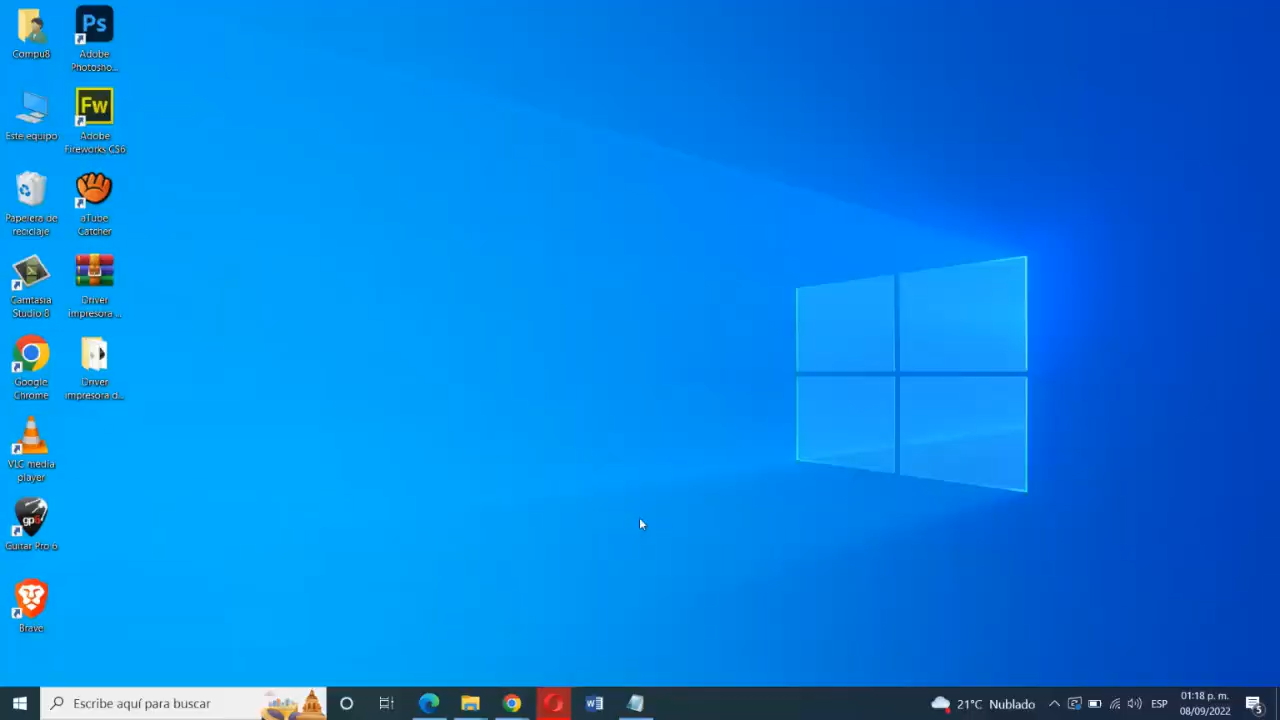 Compu8
Ps
Adobe
Photosho...
Este equipo
Fw
Adobe
Fireworks CS6
Papelera de
reciclaje
aTube
Catcher
Camtasia
Studio 8
Driver
impresora ...
Google
Chrome
Driver
impresora d...
VLC media
player
gp6
Guitar Pro 6
Brave
Escribe aquí para buscar
21°C Nublado
ESP
01:18 p. m.
08/09/2022
5